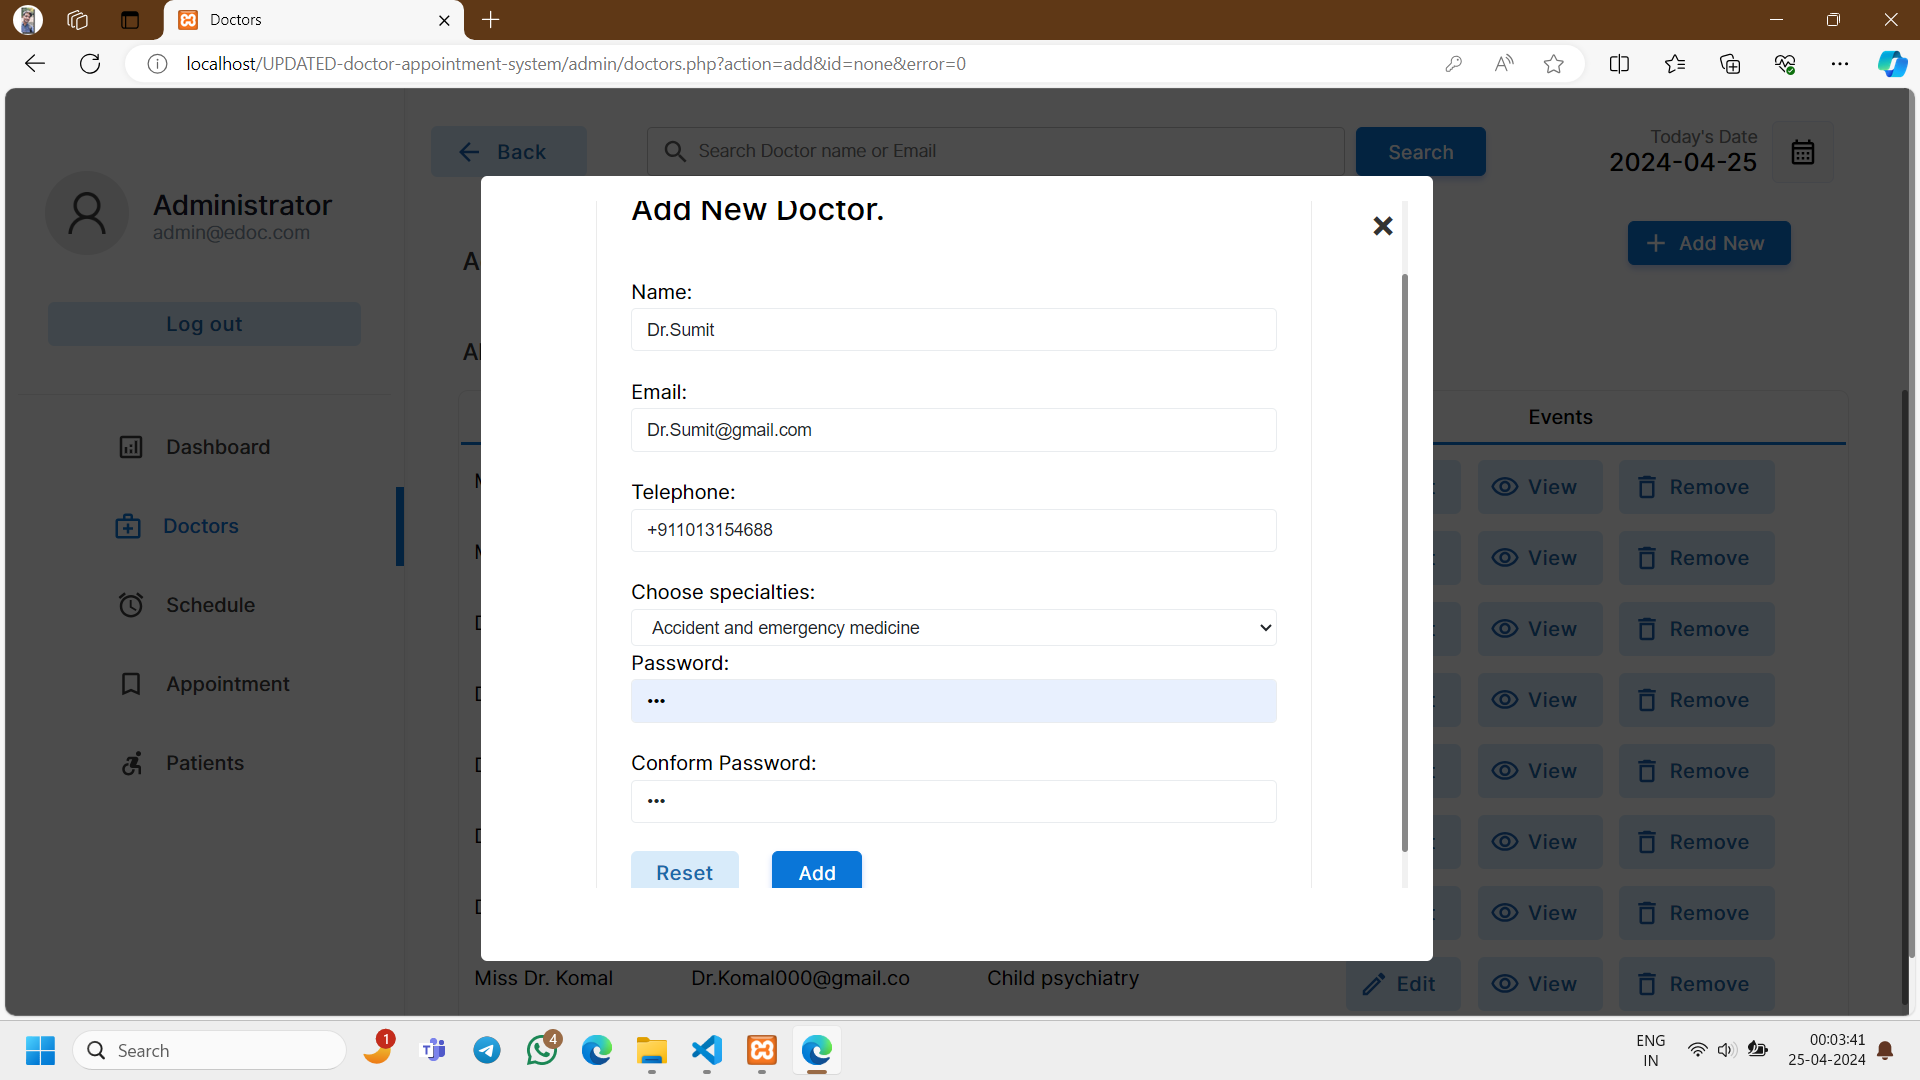 Doctors
localhost/UPDATED-doctor-appointment-system/admin/doctors.php?action=add&id=none&error=0
Back
Search Doctor name or Email
Search
Today's Date
2024-04-25
Administrator
admin@edoc.com
Log out
Add New
Dashboard
Doctors
Schedule
Appointment
Patients
Add New Doctor.
Name:
Dr.Sumit
Email:
Dr.Sumit@gmail.com
Telephone:
+911013154688
Choose specialties:
Accident and emergency medicine
Password:
•••
Conform Password:
•••
Reset Add
Events
View Remove
View Remove
View Remove
View Remove
View Remove
View Remove
View Remove
Miss Dr. Komal Dr.Komal000@gmail.co Child psychiatry Edit View Remove
Search
1
4
ENG
IN
00:03:41
25-04-2024